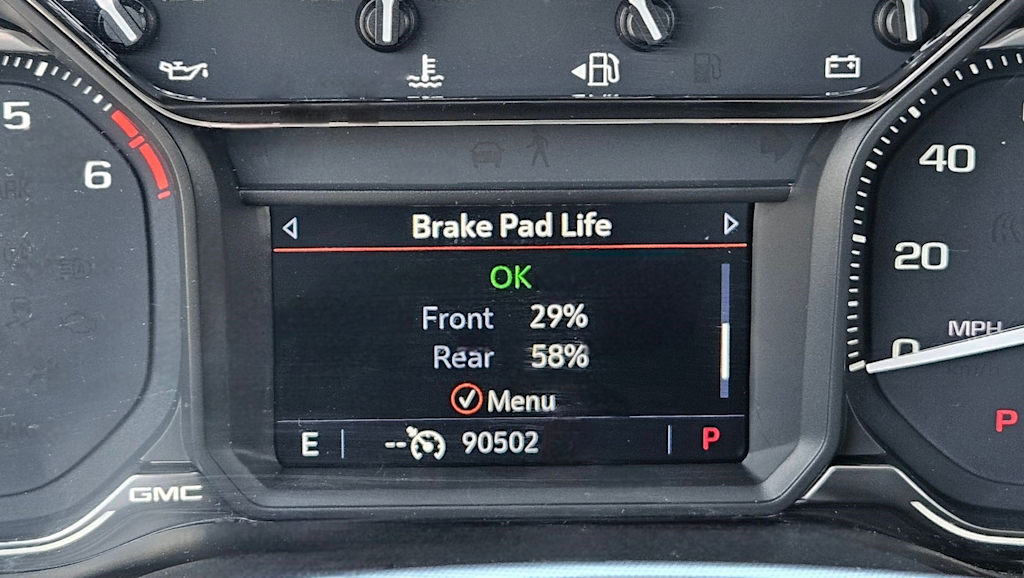 5
6
40
20
0
MPH
P
Brake Pad Life
OK
Front 29%
Rear 58%
Menu
E -- 90502 P
GMC